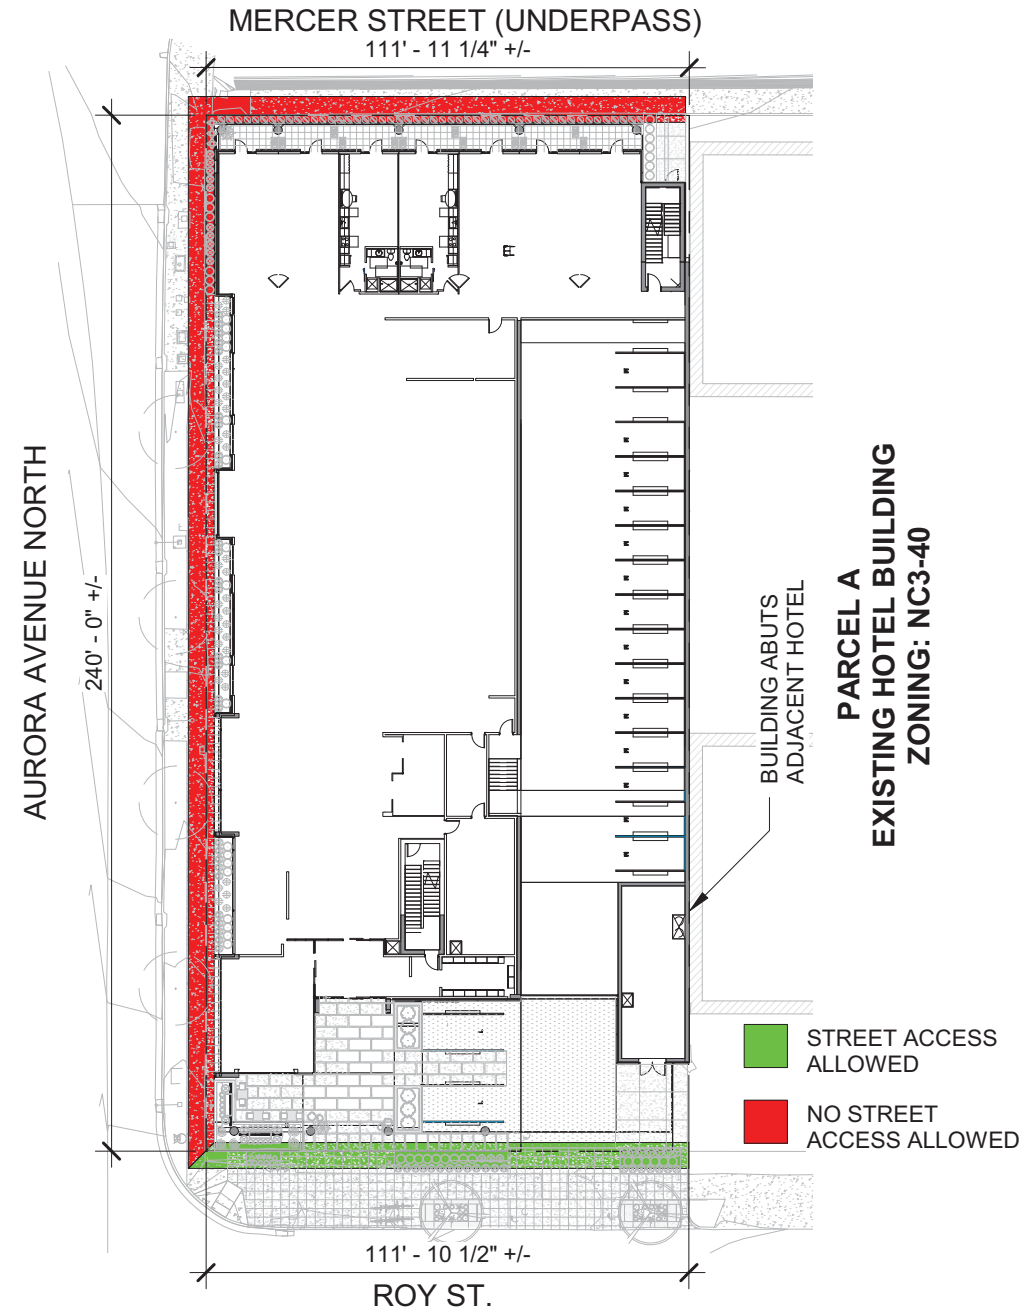 MERCER STREET (UNDERPASS)
111' - 11 1/4" +/-
AURORA AVENUE NORTH
240' - 0" +/-
BUILDING ABUTS
ADJACENT HOTEL
PARCEL A
EXISTING HOTEL BUILDING
ZONING: NC3-40
STREET ACCESS
ALLOWED
NO STREET
ACCESS ALLOWED
111' - 10 1/2" +/-
ROY ST.